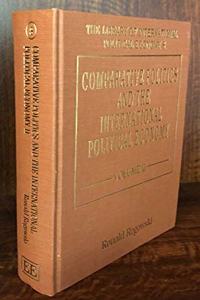 THE LIBRARY OF INTERNATIONAL
POLITICAL ECONOMY 5
COMPARATIVE POLITICS
AND THE
INTERNATIONAL
POLITICAL ECONOMY
VOLUME II
Ronald Rogowski
COMPARATIVE POLITICS AND THE INTERNATIONAL
POLITICAL ECONOMY II
Ronald Rogowski
EE